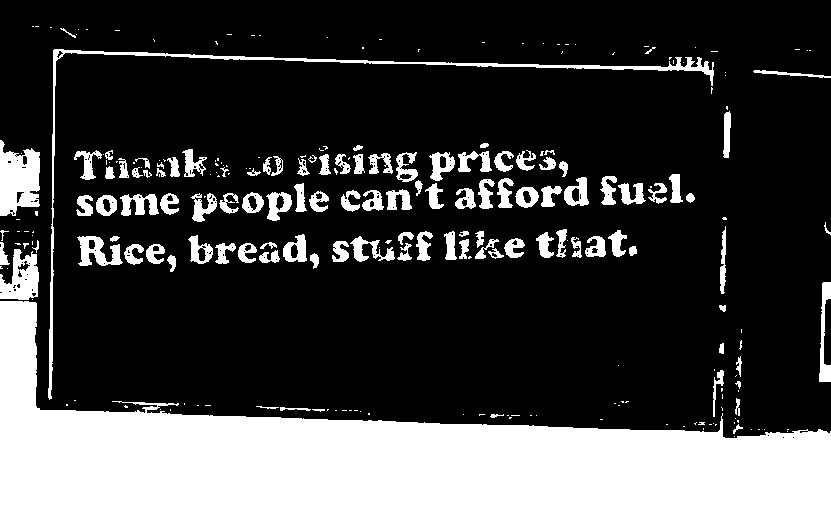 Thanks to rising prices,
some people can't afford fuel.
Rice, bread, stuff like that.